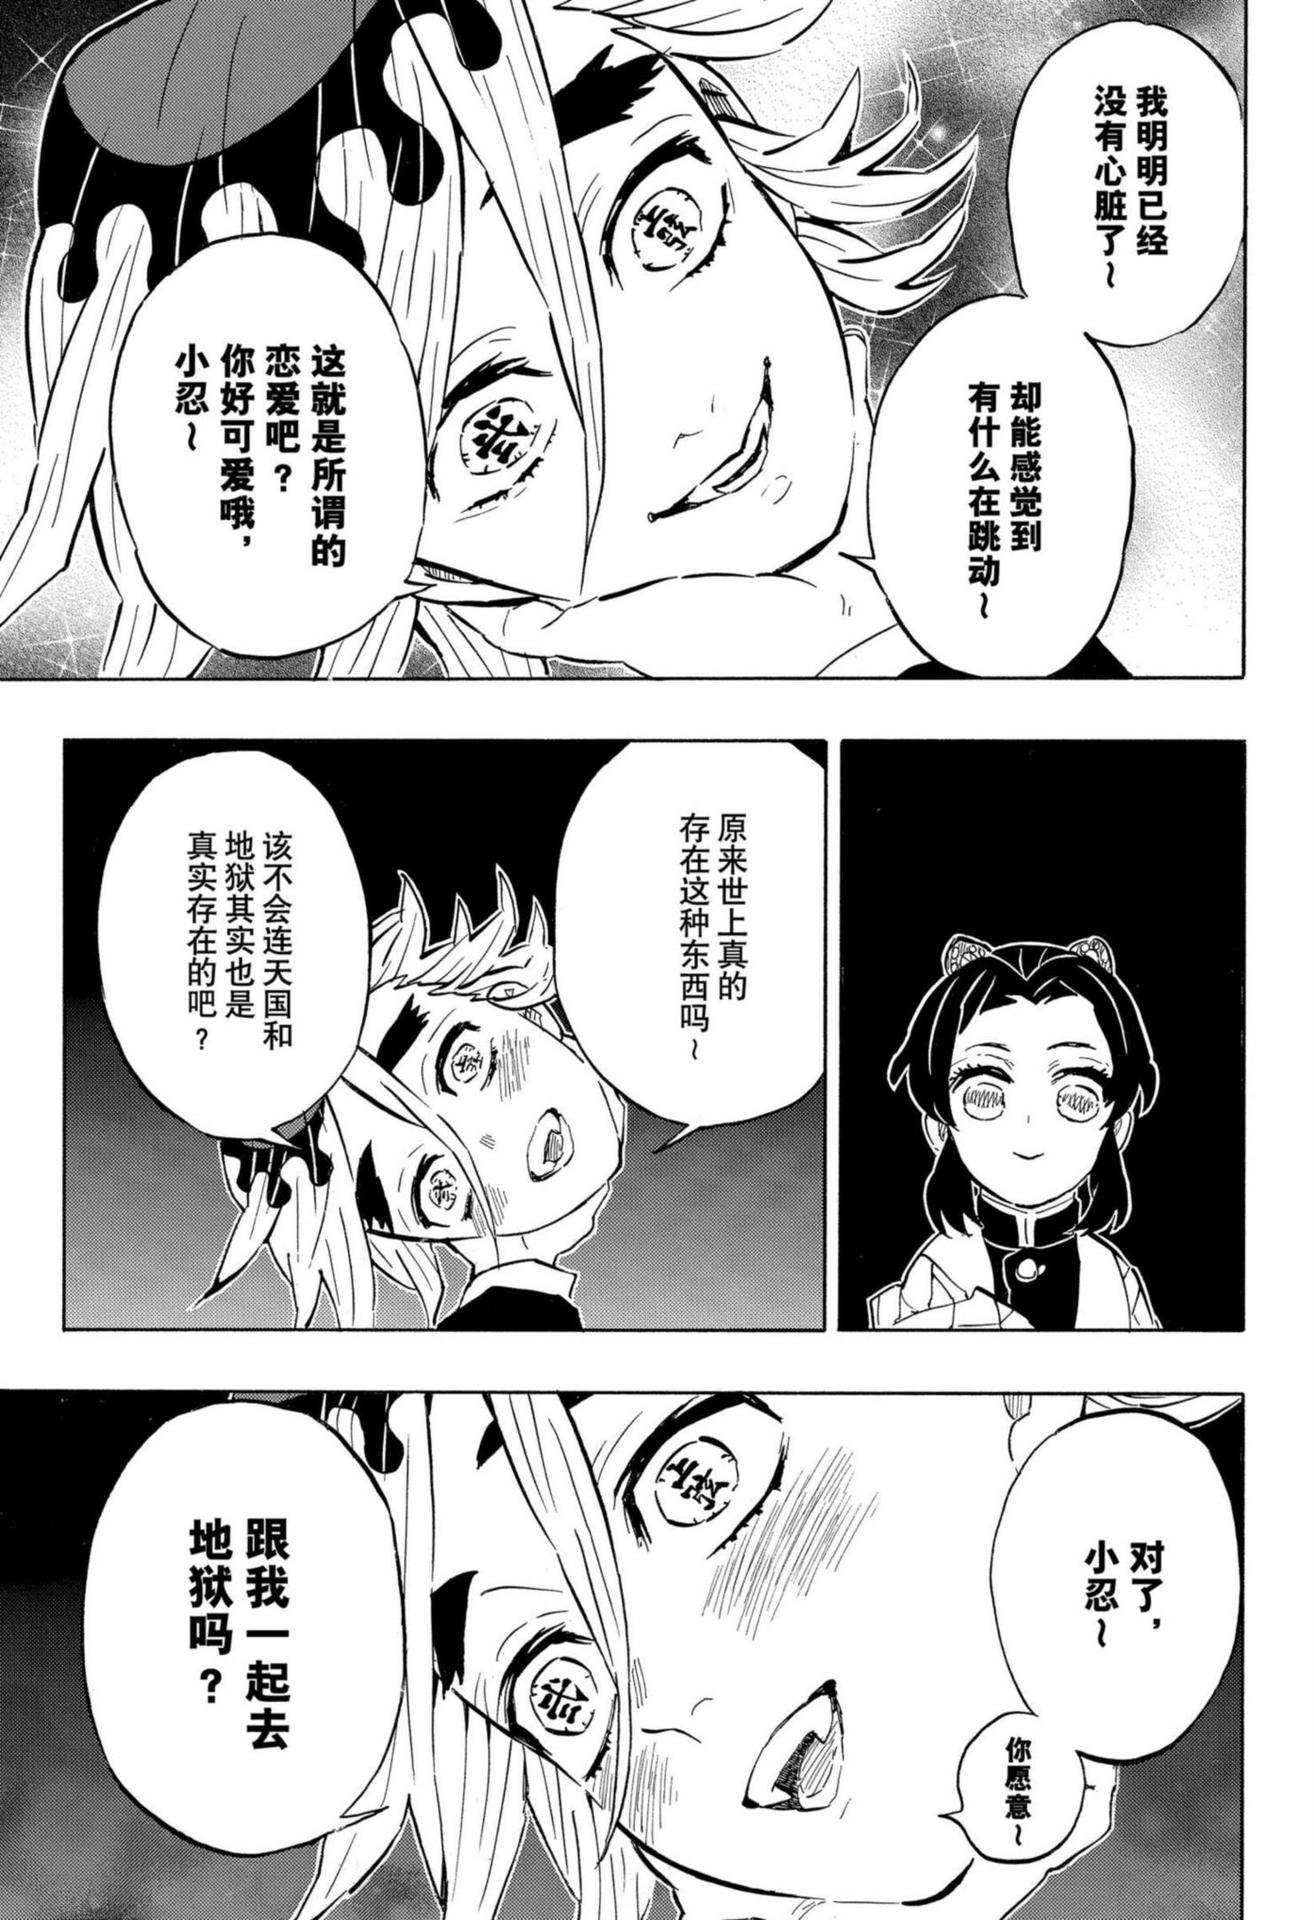 我明明已经
没有心脏了～
却能感觉到
有什么在跳动～
这就是所谓的
恋爱吧？
你好可爱哦，
小忍～
原来世上真的
存在这种东西吗～
该不会连天国和
地狱其实也是
真实存在的吧？
对了，
小忍～
你愿意～
跟我一起去
地狱吗？